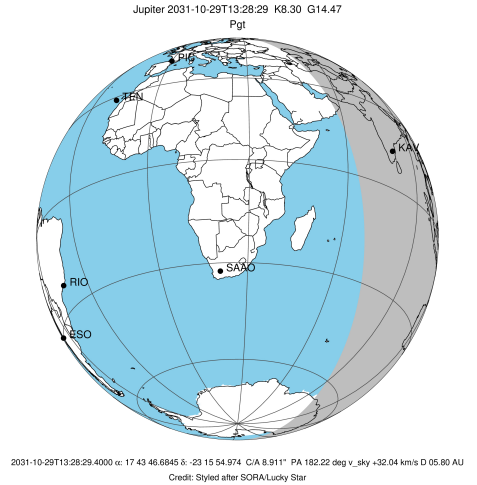 Jupiter 2031-10-29T13:28:29 K8.30 G14.47
Pgt
PIC
TEN
KAV
SAAO
RIO
ESO
2031-10-29T13:28:29.4000 α: 17 43 46.6845 δ: -23 15 54.974 C/A 8.911" PA 182.22 deg v_sky +32.04 km/s D 05.80 AU
Credit: Styled after SORA/Lucky Star